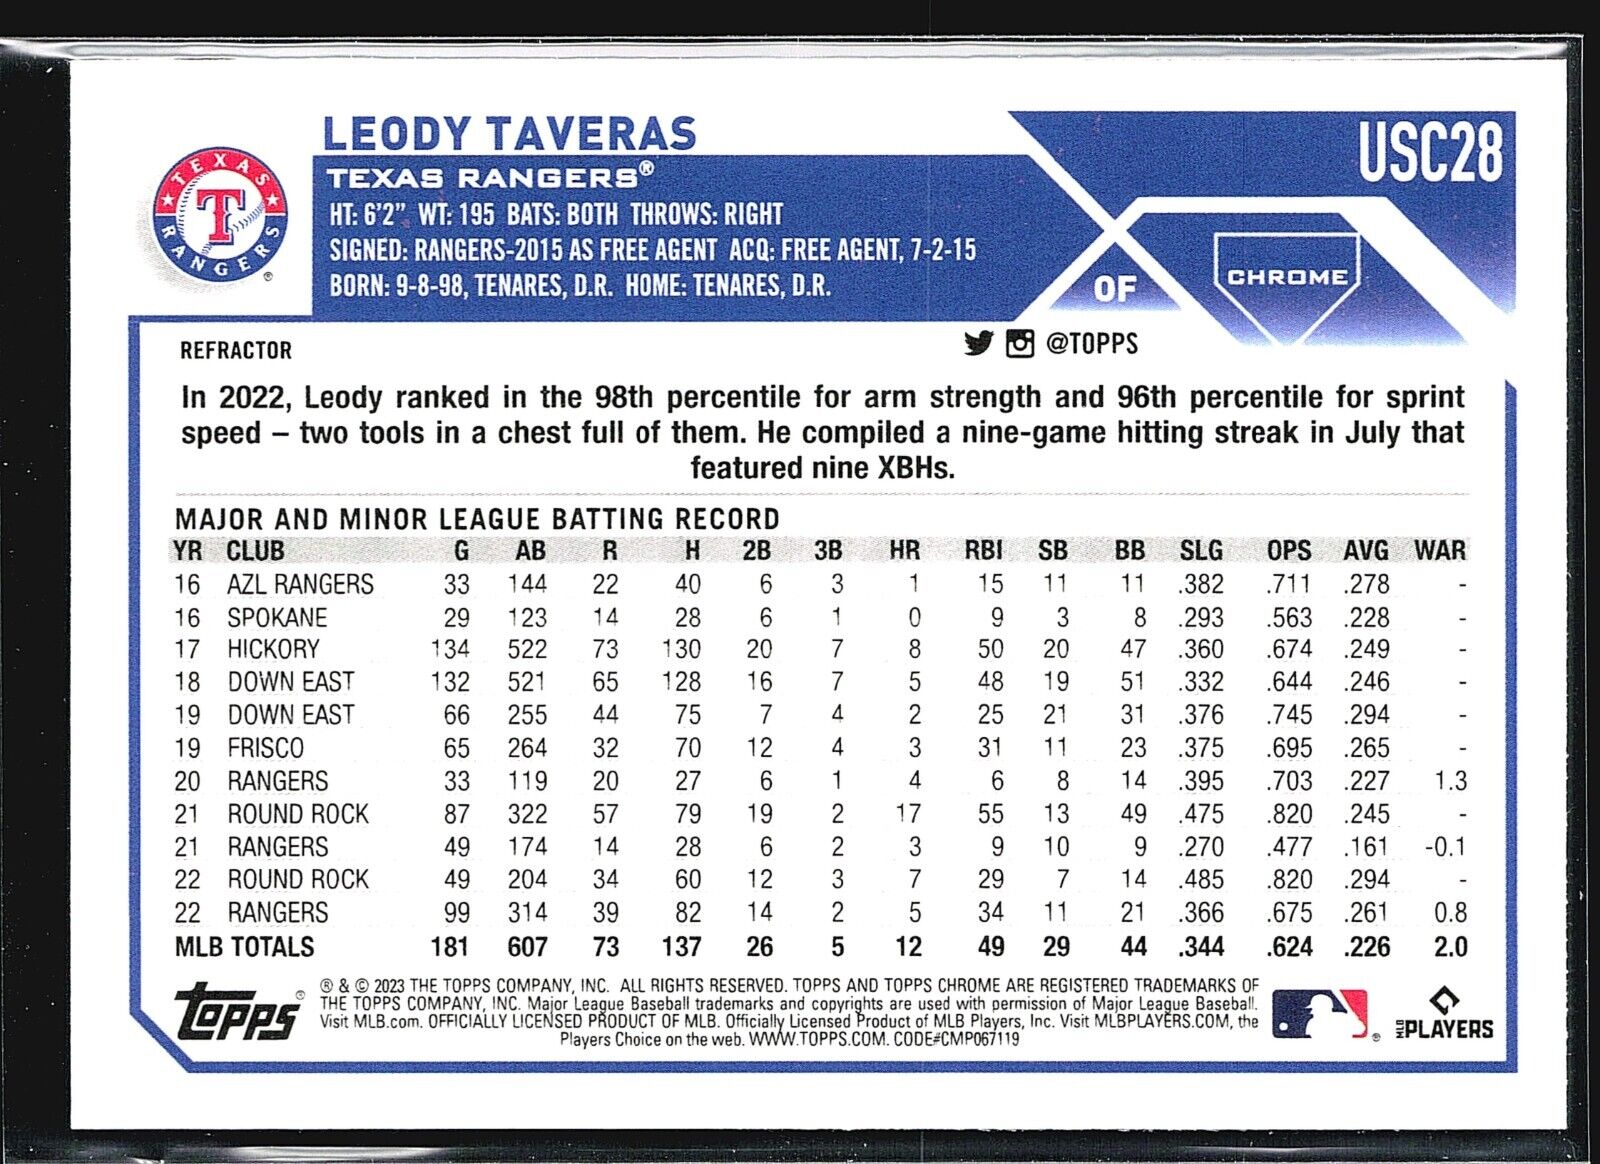 LEODY TAVERAS
USC28
TEXAS RANGERS
TEXAS RANGERS®
T
®
HT: 6'2" WT: 195 BATS: BOTH THROWS: RIGHT
SIGNED: RANGERS-2015 AS FREE AGENT ACQ: FREE AGENT, 7-2-15
BORN: 9-8-98, TENARES, D.R. HOME: TENARES, D.R.
OF
CHROME
REFRACTOR
@TOPPS
In 2022, Leody ranked in the 98th percentile for arm strength and 96th percentile for sprint
speed – two tools in a chest full of them. He compiled a nine-game hitting streak in July that
featured nine XBHs.
MAJOR AND MINOR LEAGUE BATTING RECORD
YR CLUB G AB R H 2B 3B HR RBI SB BB SLG OPS AVG WAR
16 AZL RANGERS 33 144 22 40 6 3 1 15 11 11 .382 .711 .278 -
16 SPOKANE 29 123 14 28 6 1 0 9 3 8 .293 .563 .228 -
17 HICKORY 134 522 73 130 20 7 8 50 20 47 .360 .674 .249 -
18 DOWN EAST 132 521 65 128 16 7 5 48 19 51 .332 .644 .246 -
19 DOWN EAST 66 255 44 75 7 4 2 25 21 31 .376 .745 .294 -
19 FRISCO 65 264 32 70 12 4 3 31 11 23 .375 .695 .265 -
20 RANGERS 33 119 20 27 6 1 4 6 8 14 .395 .703 .227 1.3
21 ROUND ROCK 87 322 57 79 19 2 17 55 13 49 .475 .820 .245 -
21 RANGERS 49 174 14 28 6 2 3 9 10 9 .270 .477 .161 -0.1
22 ROUND ROCK 49 204 34 60 12 3 7 29 7 14 .485 .820 .294 -
22 RANGERS 99 314 39 82 14 2 5 34 11 21 .366 .675 .261 0.8
MLB TOTALS 181 607 73 137 26 5 12 49 29 44 .344 .624 .226 2.0
topps®
® & © 2023 THE TOPPS COMPANY, INC. ALL RIGHTS RESERVED. TOPPS AND TOPPS CHROME ARE REGISTERED TRADEMARKS OF
THE TOPPS COMPANY, INC. Major League Baseball trademarks and copyrights are used with permission of Major League Baseball.
Visit MLB.com. OFFICIALLY LICENSED PRODUCT OF MLB. Officially Licensed Product of MLB Players, Inc. Visit MLBPLAYERS.COM, the
Players Choice on the web. WWW.TOPPS.COM. CODE#CMP067119
®
MLB PLAYERS